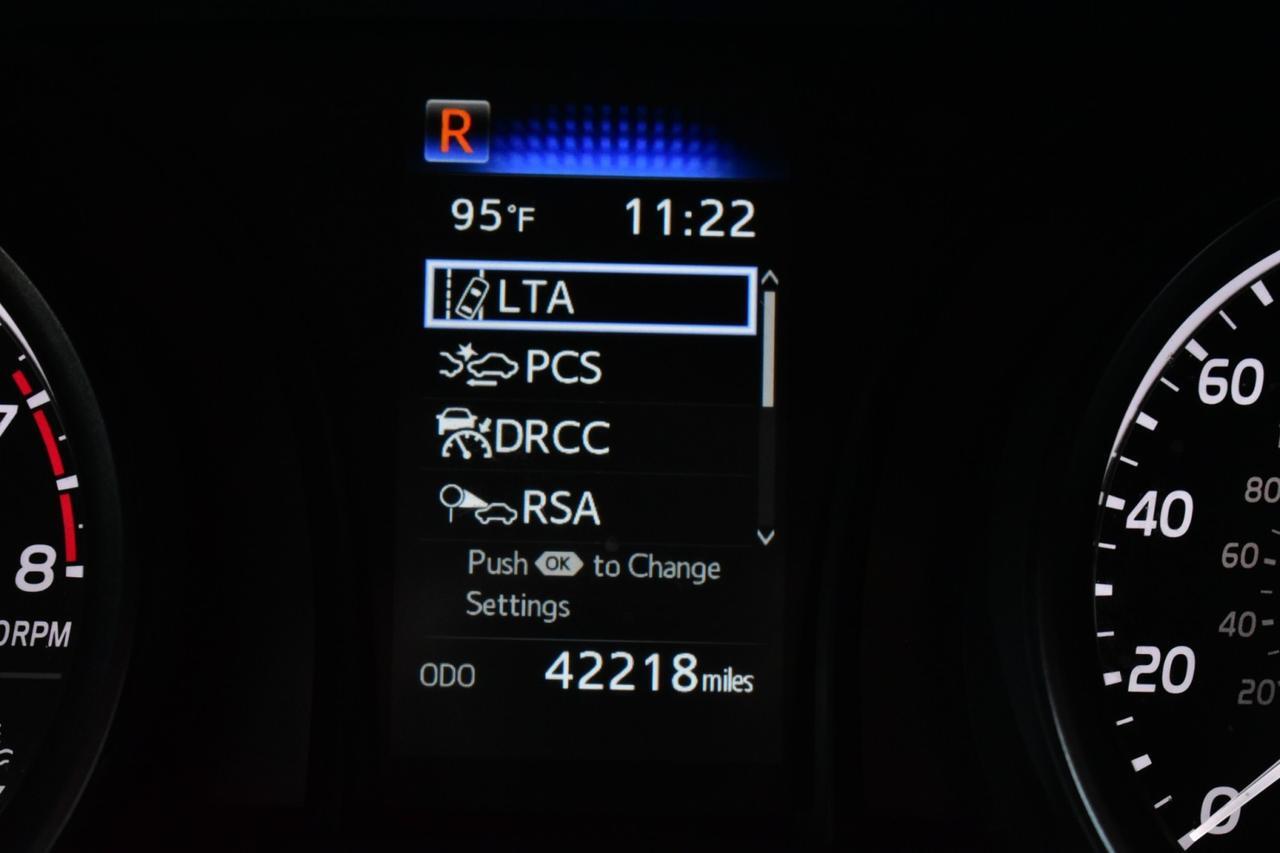 R
95°F 11:22
LTA
PCS
DRCC
RSA
Push OK to Change
Settings
ODO 42218 miles
7
8
RPM
60
40
20
0
80
60
40
20